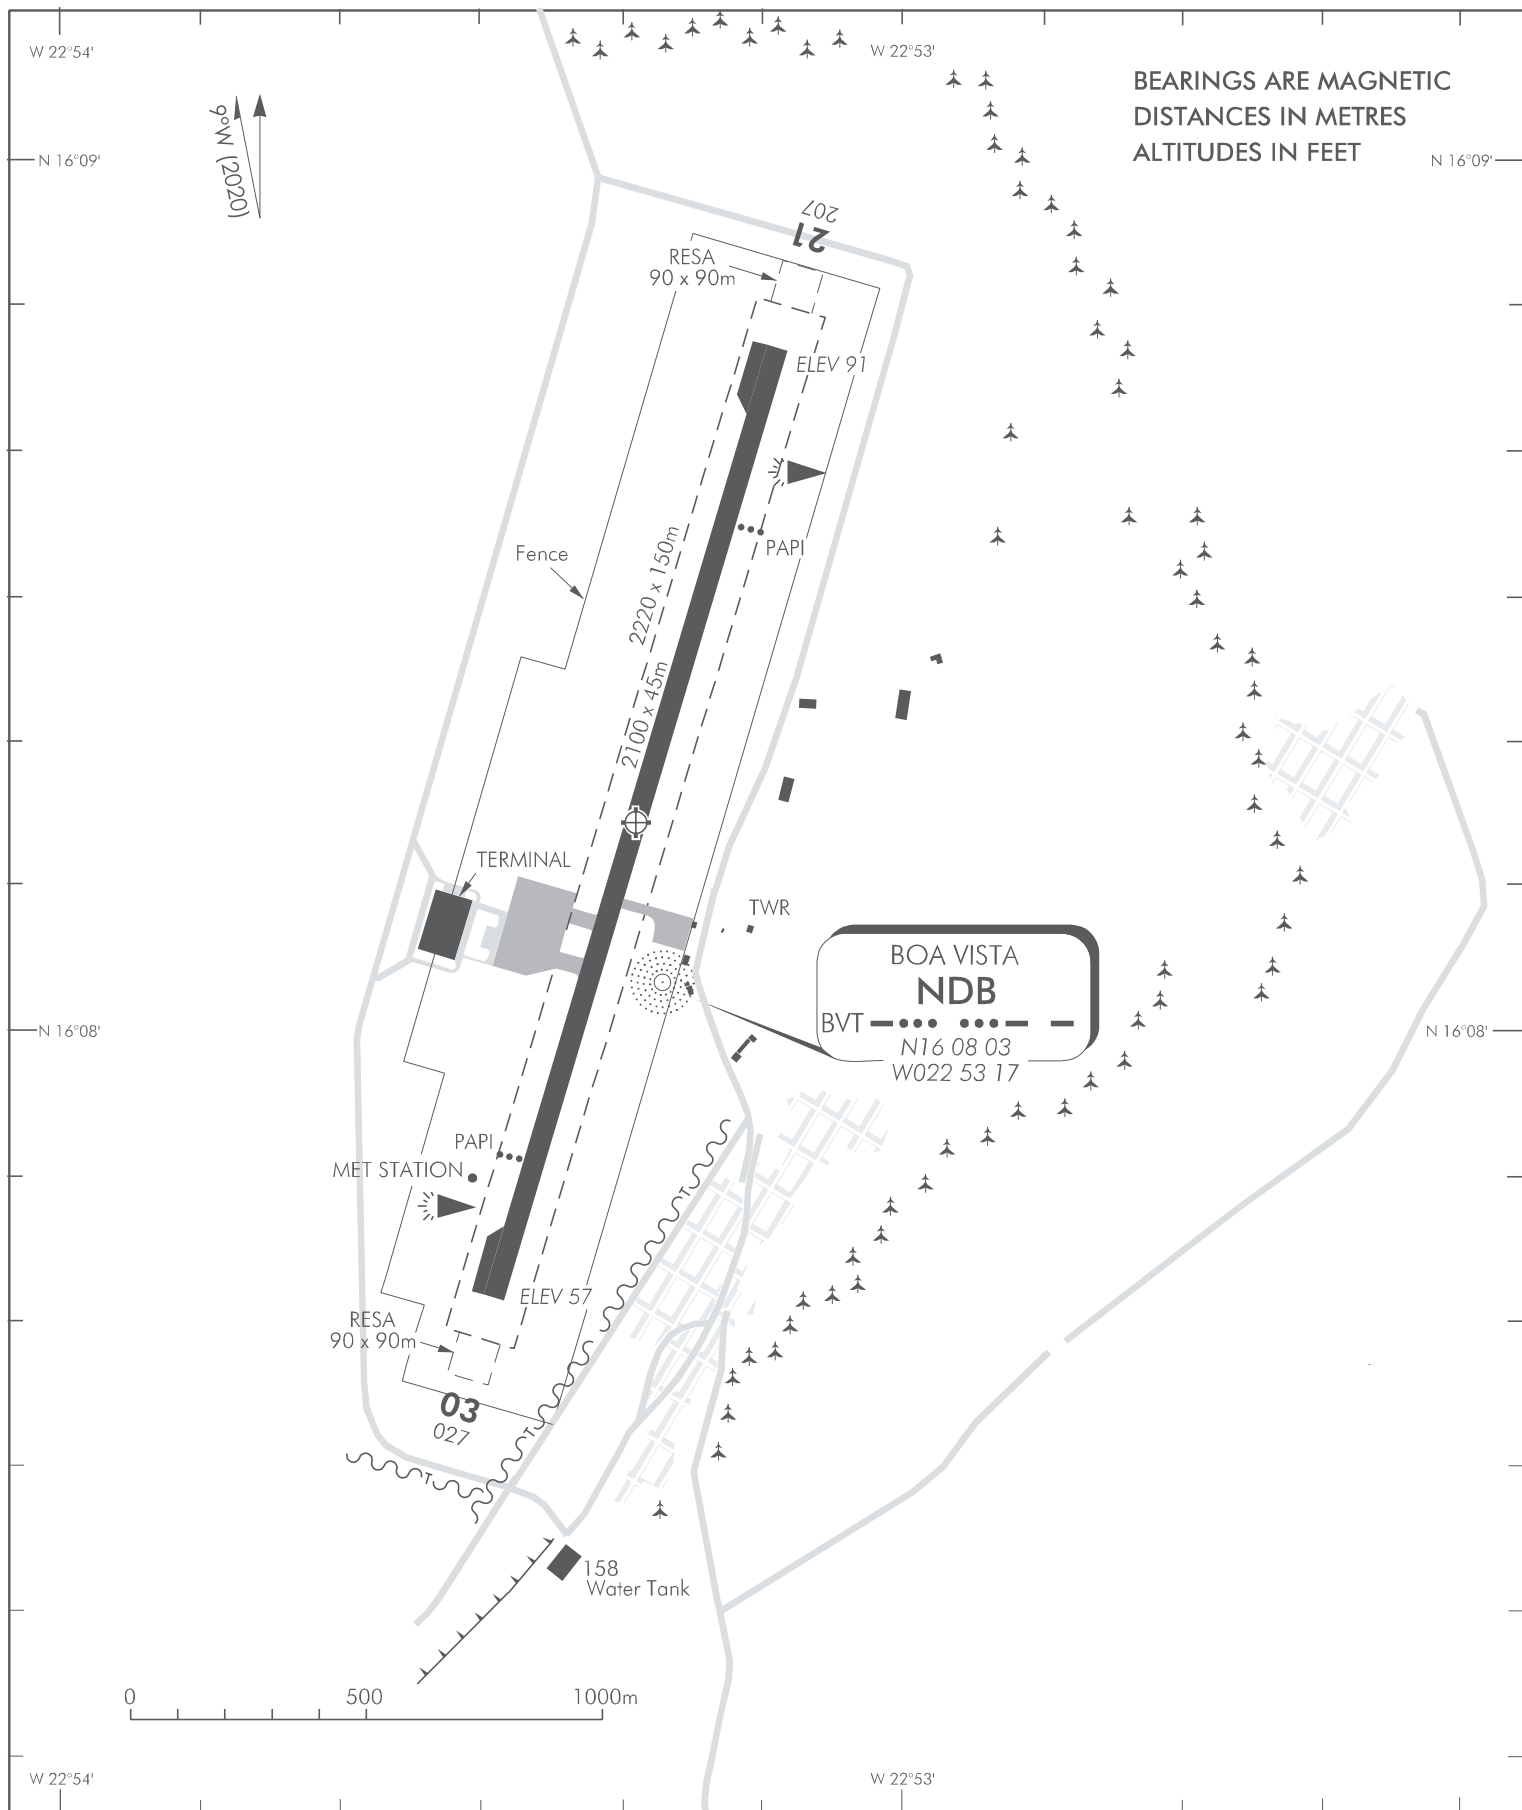 W 22°54'
W 22°53'
BEARINGS ARE MAGNETIC
DISTANCES IN METRES
ALTITUDES IN FEET
9°W (2020)
N 16°09'
N 16°09'
207
21
RESA
90 x 90m
ELEV 91
PAPI
Fence
2220 x 150m
2100 x 45m
TERMINAL
TWR
BOA VISTA
NDB
BVT
N16 08 03
W022 53 17
N 16°08'
N 16°08'
PAPI
MET STATION
ELEV 57
RESA
90 x 90m
03
027
T
T
T
158
Water Tank
0
500
1000m
W 22°54'
W 22°53'